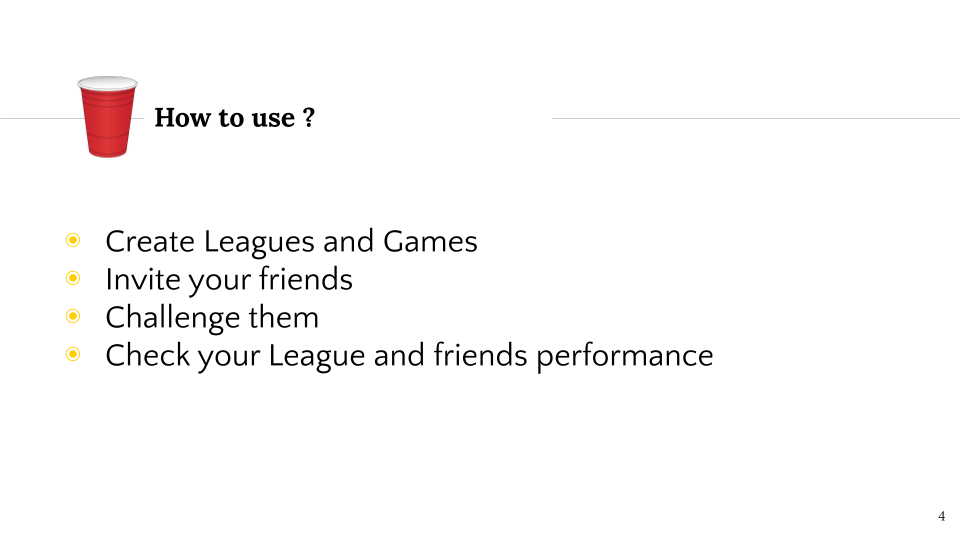 How to use ?
Create Leagues and Games
Invite your friends
Challenge them
Check your League and friends performance
4